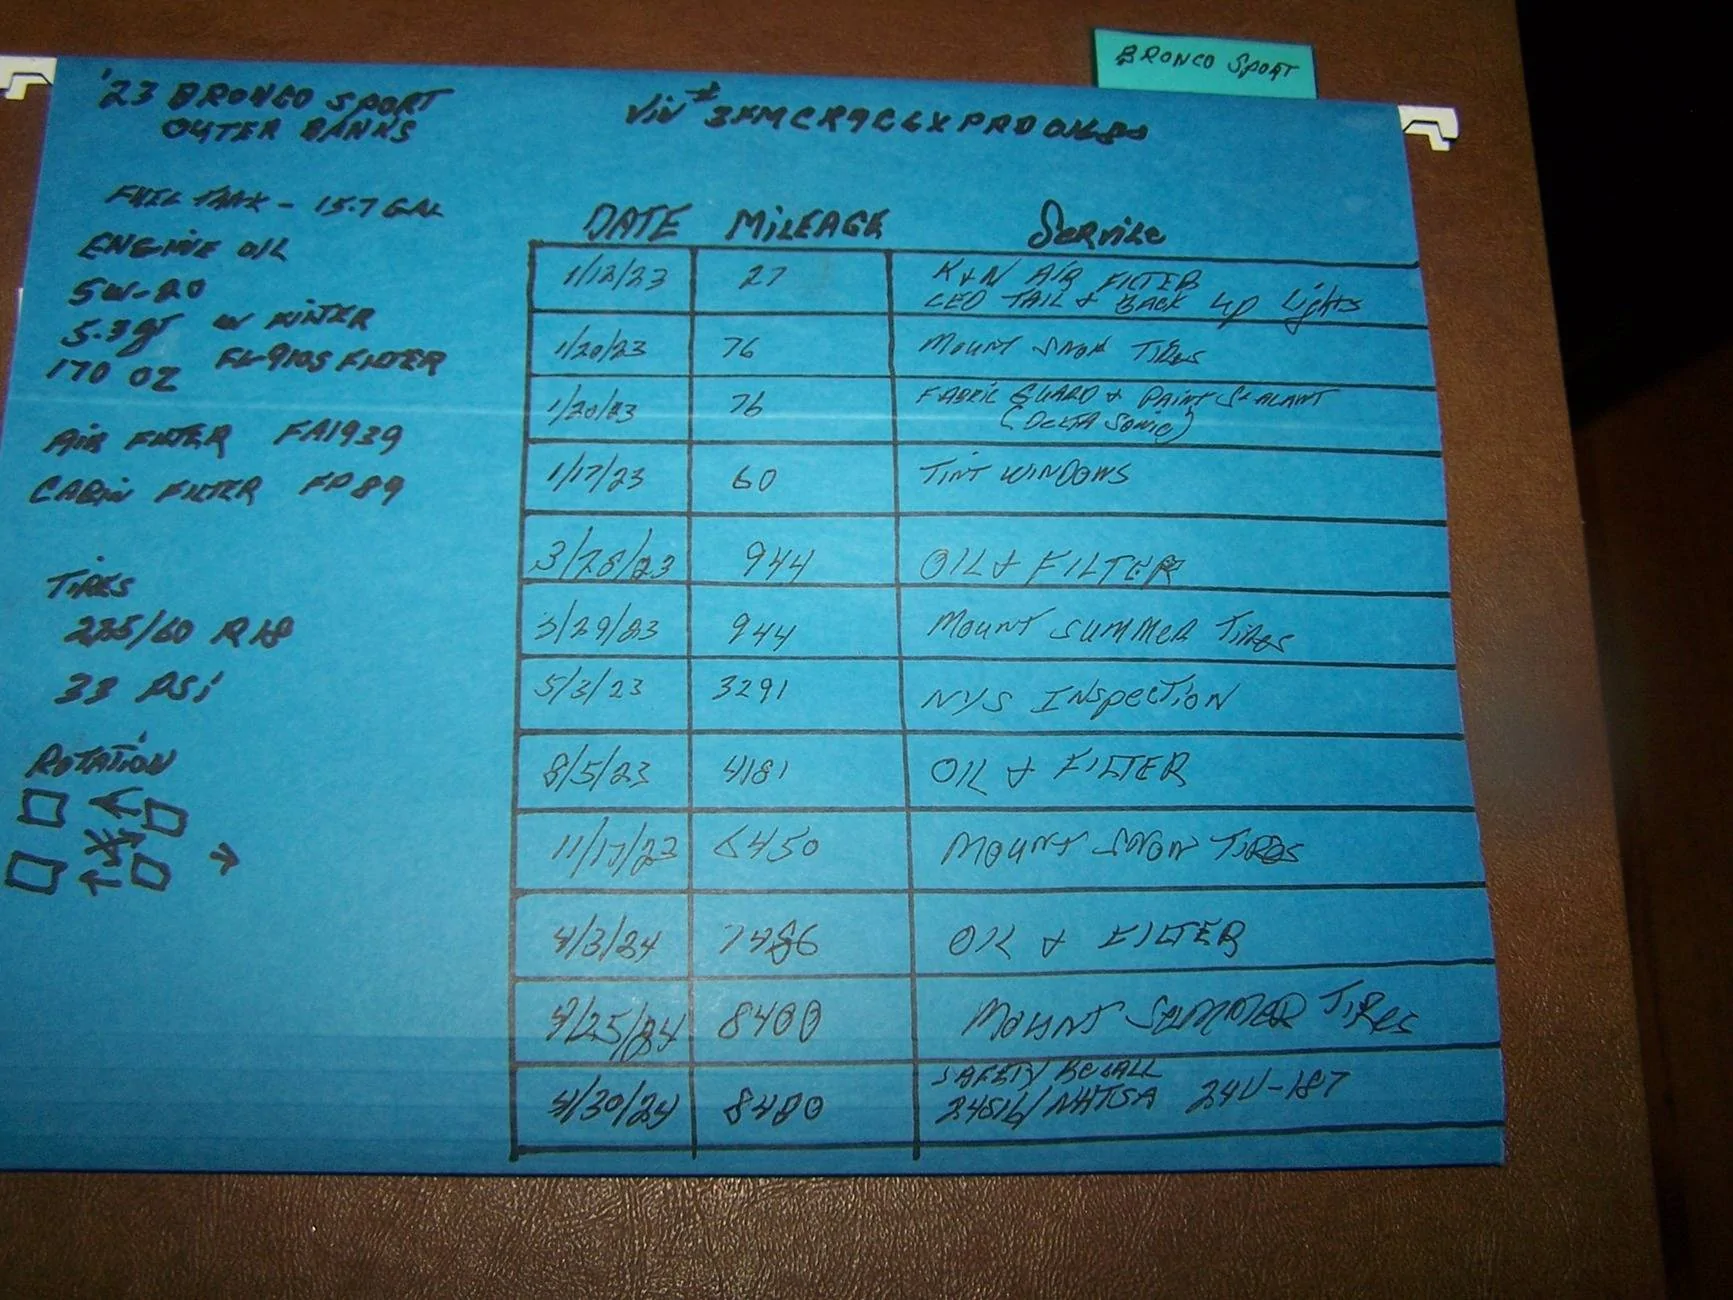 BRONCO SPORT
'23 BRONCO SPORT
OUTER BANKS
Vin # 3FMCR9C6XPRD01680
FUEL TANK - 15.7 GAL
ENGINE OIL
5W-20
5.3 qT W FILTER
170 OZ FL-910S FILTER
AIR FILTER FA1939
CABIN FILTER FP89
TIRES
225/60 R18
33 PSi
ROTATION
DATE MILEAGE Service
1/12/23 27 K&N AIR FILTER
LED TAIL & BACK up Lights
1/20/23 76 Mount Snow Tires
1/20/23 76 FABRIC GUARD & PAINT SEALANT
(DELTA Sonic)
1/17/23 60 TINT WINDOWS
3/28/23 944 OIL & FILTER
3/29/23 944 Mount SUMMER Tires
5/3/23 3291 NYS InspecTion
8/5/23 4181 OIL & FILTER
11/17/23 6450 Mount Snow Tires
4/3/24 7486 OIL & FILTER
4/25/24 8400 Mount SUMMER Tires
4/30/24 8480 SAFETY RECALL
24S16/NHTSA 24V-187